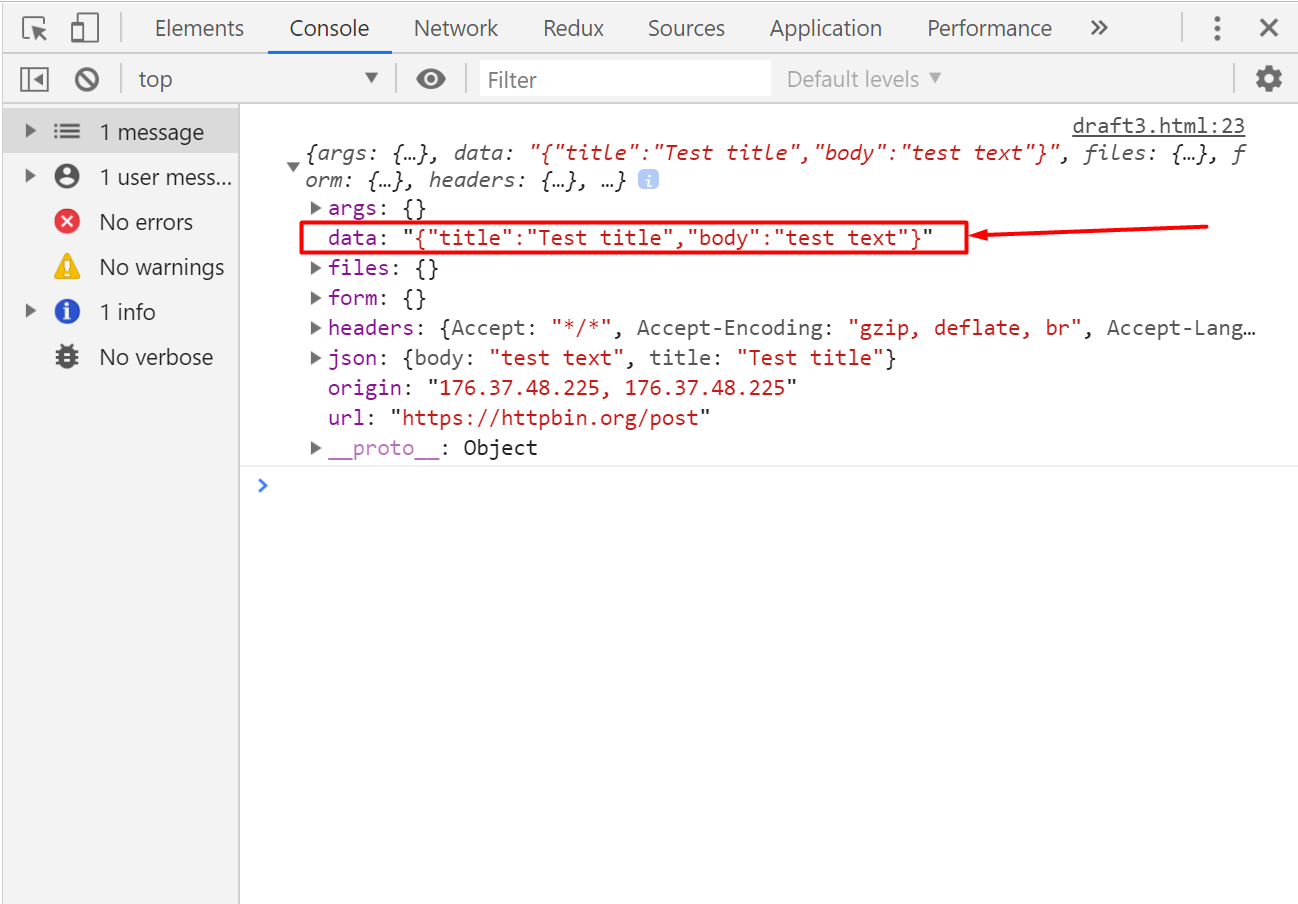 Elements Console Network Redux Sources Application Performance »
top Filter Default levels
1 message
1 user mess...
No errors
No warnings
1 info
No verbose
draft3.html:23
{args: {…}, data: "{"title":"Test title","body":"test text"}", files: {…}, f
orm: {…}, headers: {…}, …} i
args: {}
data: "{"title":"Test title","body":"test text"}"
files: {}
form: {}
headers: {Accept: "*/*", Accept-Encoding: "gzip, deflate, br", Accept-Lang…
json: {body: "test text", title: "Test title"}
origin: "176.37.48.225, 176.37.48.225"
url: "https://httpbin.org/post"
__proto__: Object